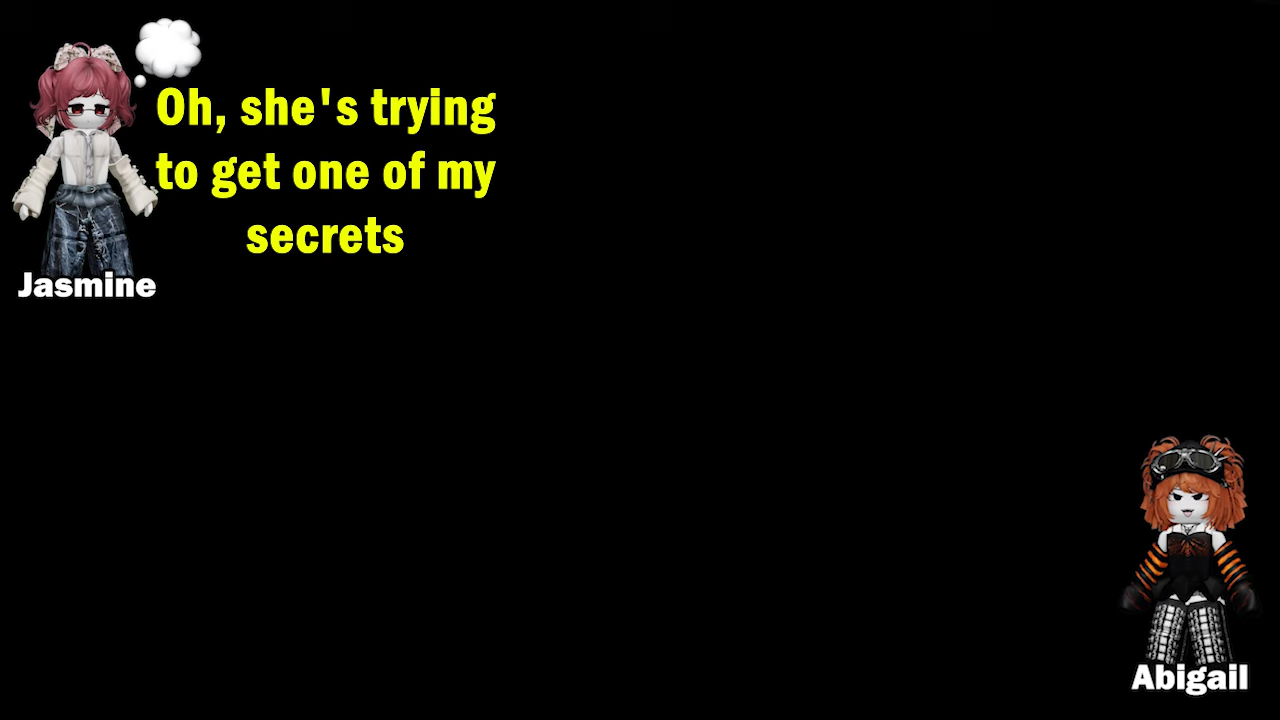 Oh, she's trying
to get one of my
secrets
Jasmine
Abigail